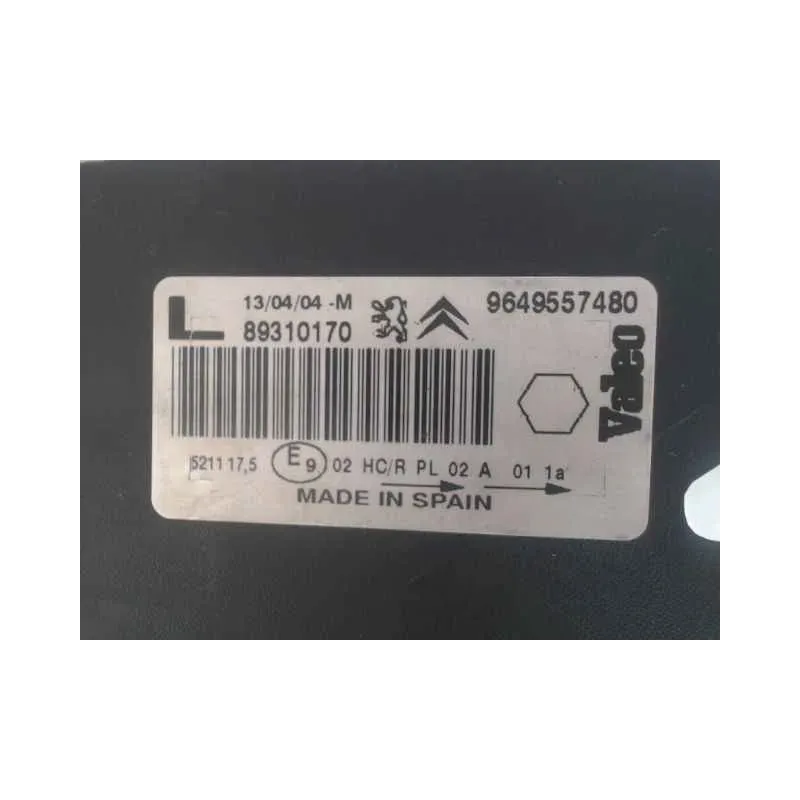 L 13/04/04 -M 9649557480
89310170
Valeo
5211 17,5 E9 02 HC/R PL 02 A 01 1a
MADE IN SPAIN